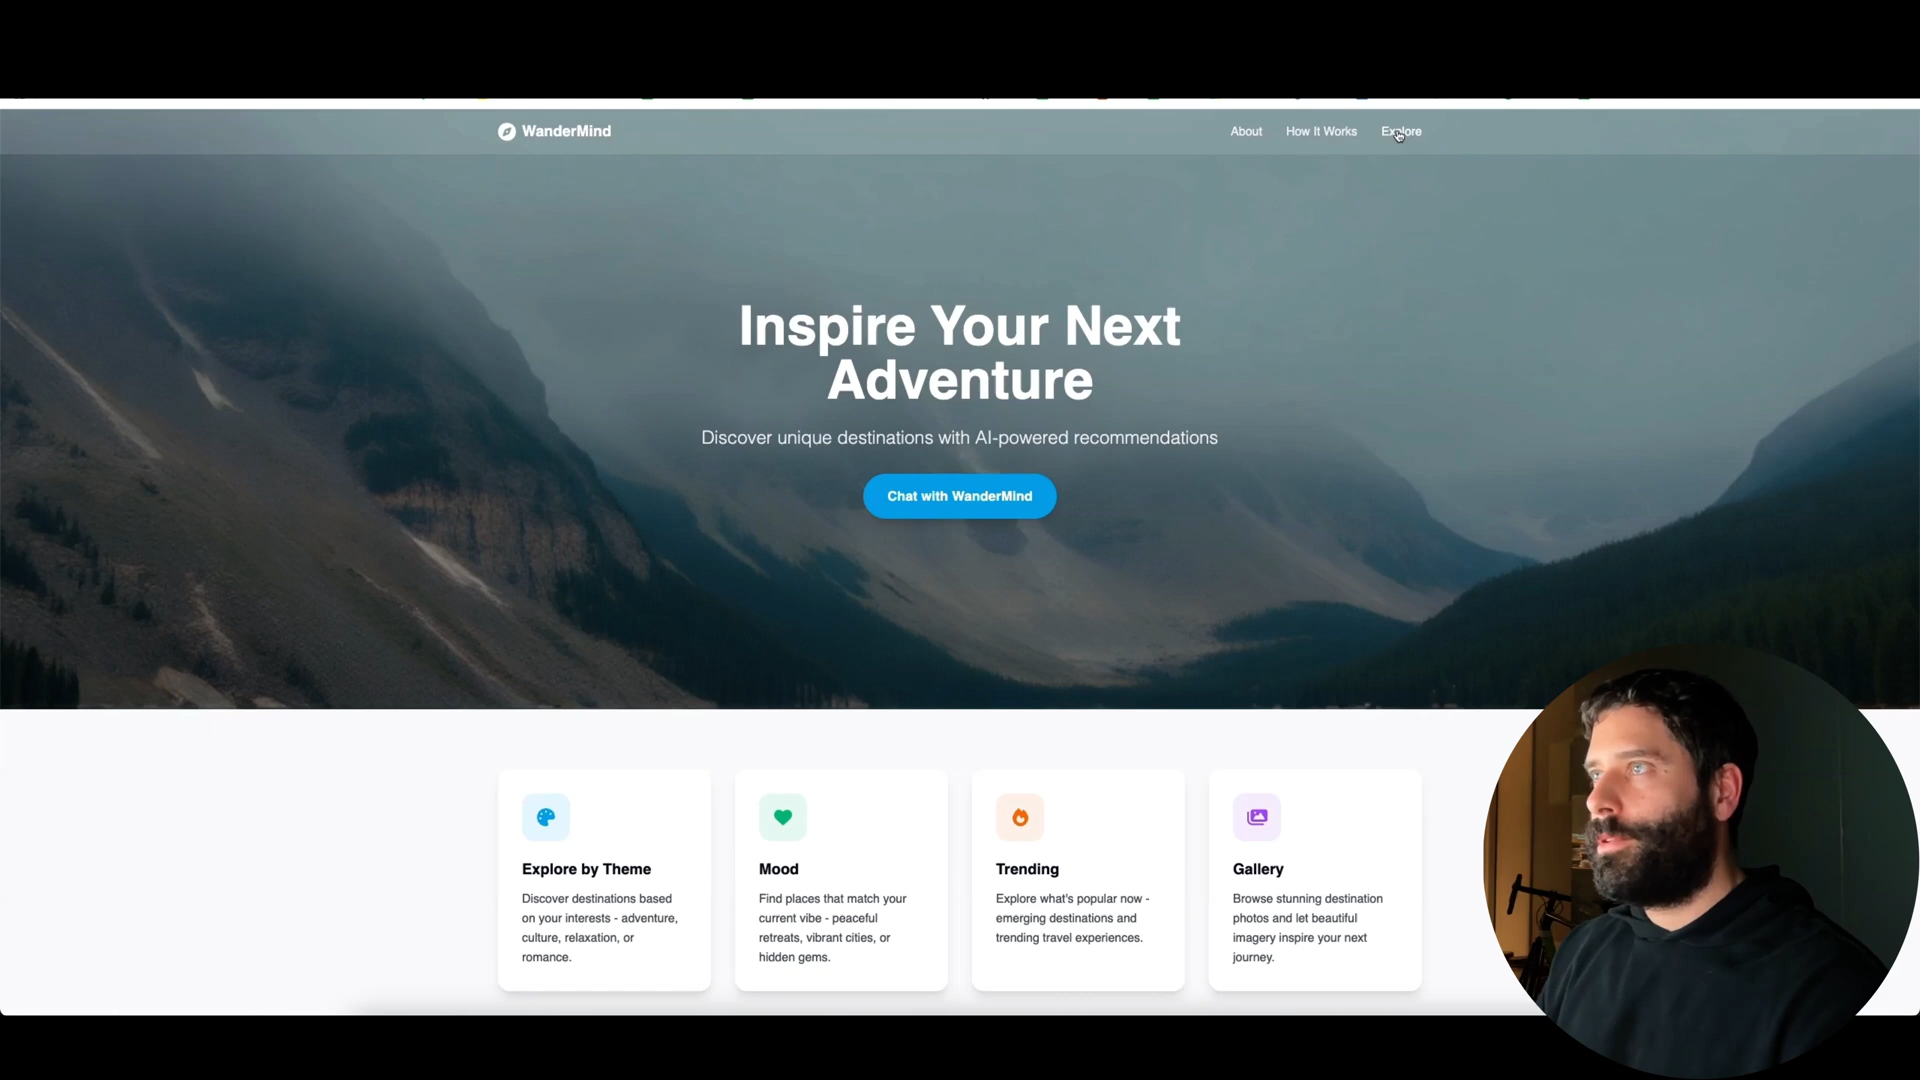 WanderMind
About
How It Works
Explore
Inspire Your Next
Adventure
Discover unique destinations with AI-powered recommendations
Chat with WanderMind
Explore by Theme
Discover destinations based
on your interests - adventure,
culture, relaxation, or
romance.
Mood
Find places that match your
current vibe - peaceful
retreats, vibrant cities, or
hidden gems.
Trending
Explore what's popular now -
emerging destinations and
trending travel experiences.
Gallery
Browse stunning destination
photos and let beautiful
imagery inspire your next
journey.